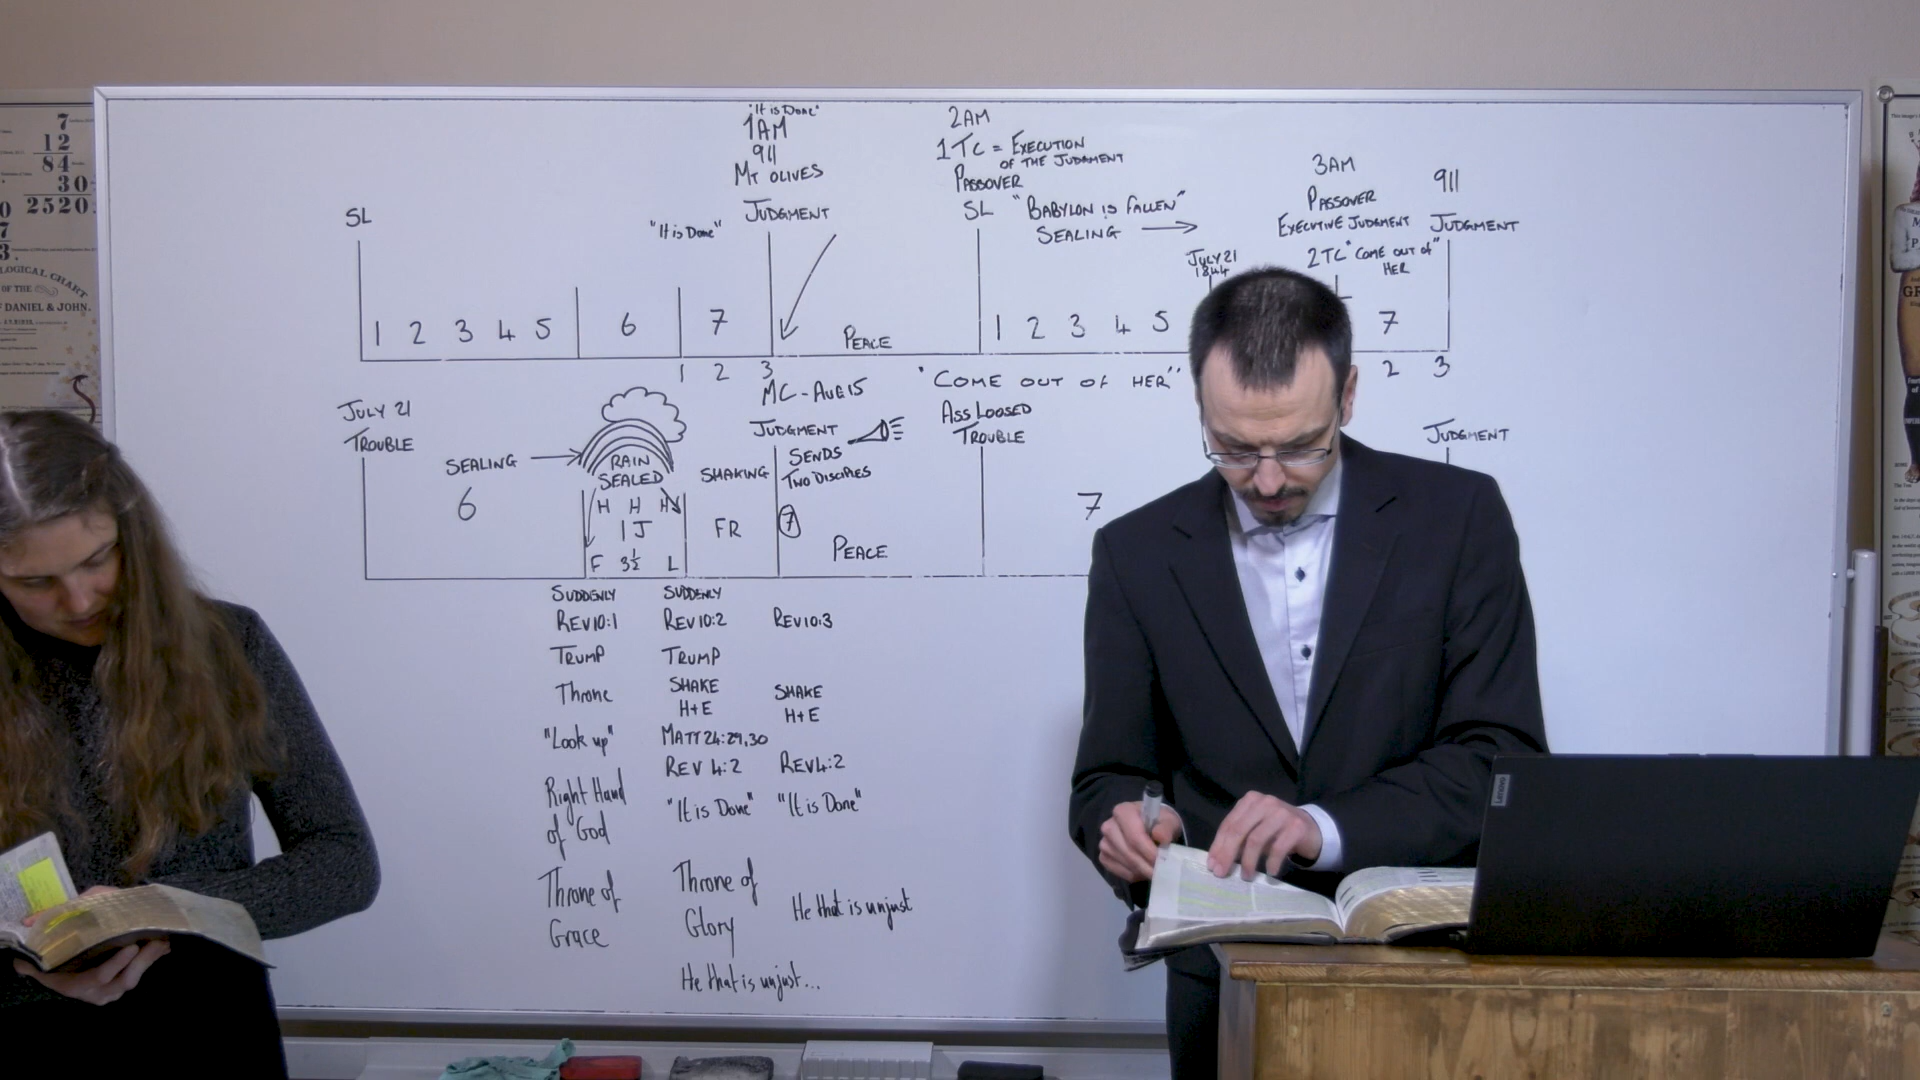 "It is Done"
1AM
911
MT OLIVES
JUDGMENT
2AM
1TC = EXECUTION
OF THE JUDGMENT
PASSOVER
SL "BABYLON IS FALLEN"
SEALING
3AM
PASSOVER
EXECUTIVE JUDGMENT
2TC "COME OUT OF"
HER
911
JUDGMENT
SL
"It is Done"
JULY 21
1844
1 2 3 4 5 6 7
PEACE
1 2 3 4 5
7
1 2 3
2 3
MC - AUG 15
"COME OUT OF HER"
JULY 21
TROUBLE
SEALING
6
RAIN
SEALED
H H H
1 J
F 3½ L
SHAKING
FR
JUDGMENT
SENDS
TWO DISCIPLES
7
PEACE
ASS LOOSED
TROUBLE
7
JUDGMENT
SUDDENLY SUDDENLY
REV 10:1 REV 10:2 REV 10:3
TRUMP TRUMP
Throne SHAKE SHAKE
H+E H+E
"Look up" MATT 24:29,30
REV 4:2 REV 4:2
Right Hand
of God
"It is Done" "It is Done"
Throne of
Grace
Throne of
Glory
He that is unjust
He that is unjust...
7
12
84
30
2520
LOGICAL CHART
OF THE
DANIEL & JOHN.
Lenovo